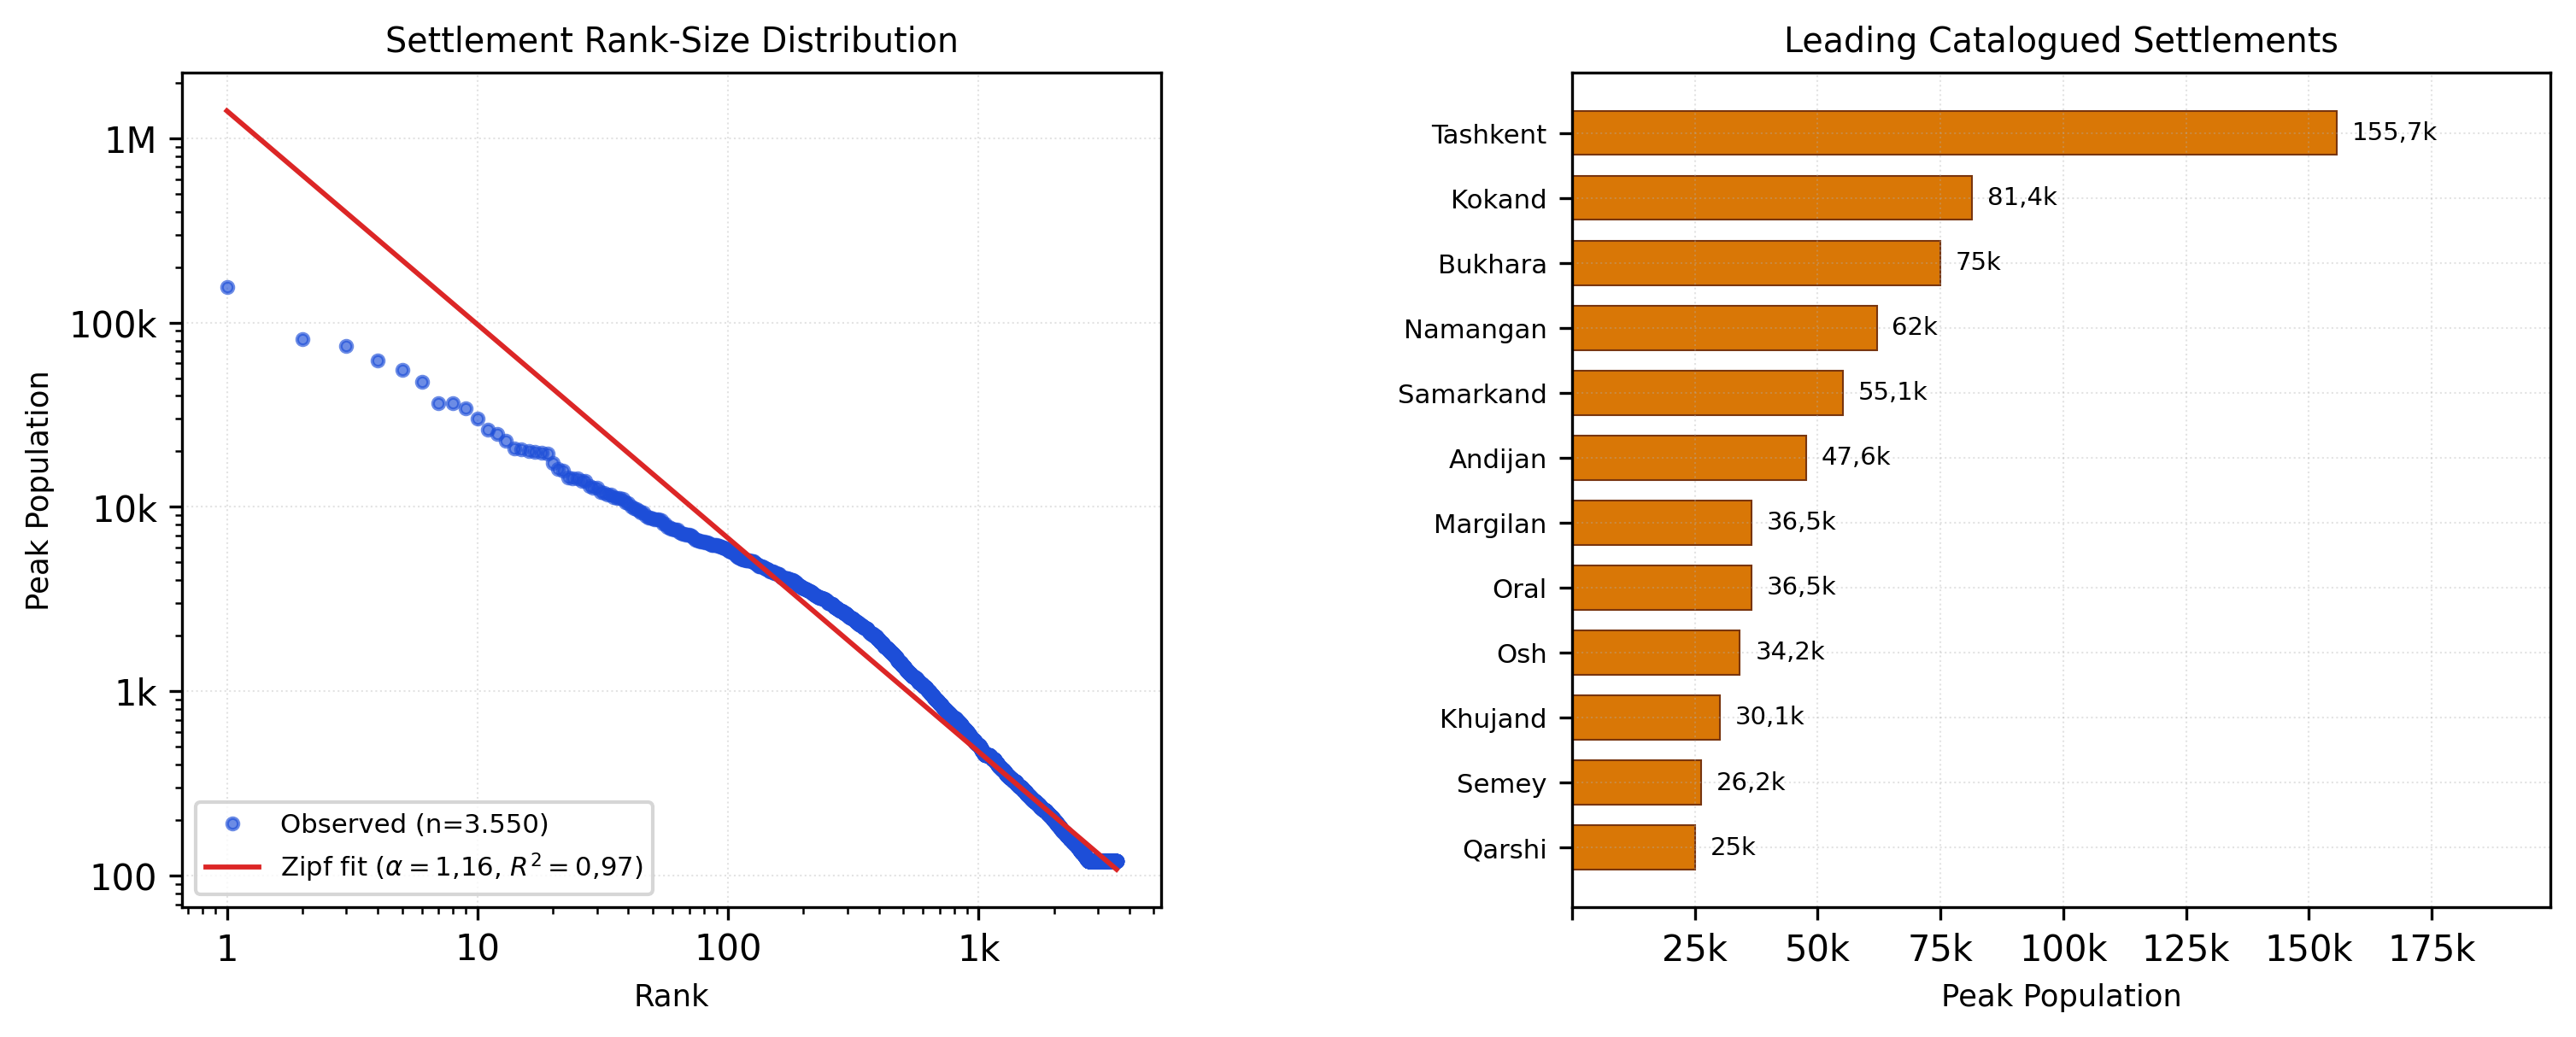 Settlement Rank-Size Distribution
Peak Population
1M
100k
10k
1k
100
Observed (n=3.550)
Zipf fit (α = 1,16, R² = 0,97)
1
10
100
1k
Rank
Leading Catalogued Settlements
Tashkent
155,7k
Kokand
81,4k
Bukhara
75k
Namangan
62k
Samarkand
55,1k
Andijan
47,6k
Margilan
36,5k
Oral
36,5k
Osh
34,2k
Khujand
30,1k
Semey
26,2k
Qarshi
25k
25k
50k
75k
100k
125k
150k
175k
Peak Population